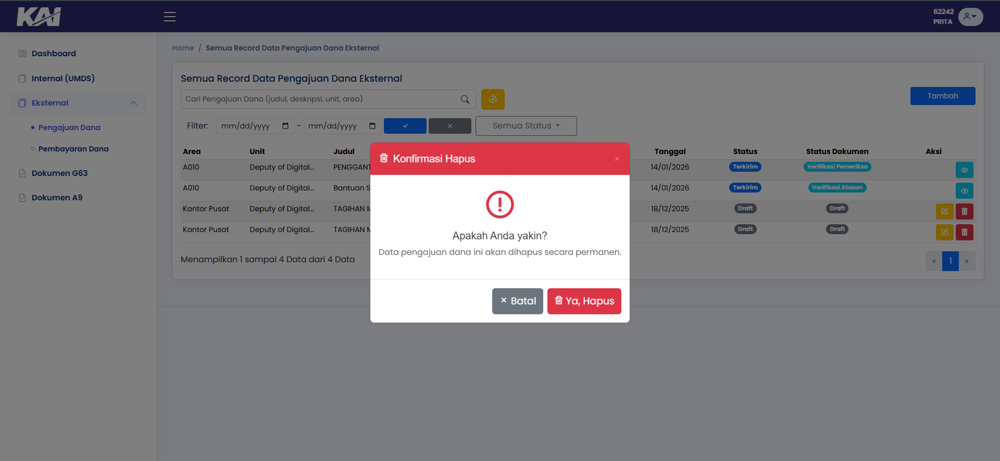 KAI
62242
PRITA
Dashboard
Internal (UMDS)
Eksternal
Pengajuan Dana
Pembayaran Dana
Dokumen G63
Dokumen A9
Home / Semua Record Data Pengajuan Dana Eksternal
Semua Record Data Pengajuan Dana Eksternal
Cari Pengajuan Dana (judul, deskripsi, unit, area)
Tambah
Filter: mm/dd/yyyy - mm/dd/yyyy Semua Status
Area Unit Judul Tanggal Status Status Dokumen Aksi
A010 Deputy of Digital... PENGGANT 14/01/2026 Terkirim Verifikasi Pemeriksa
A010 Deputy of Digital... Bantuan S 14/01/2026 Terkirim Verifikasi Atasan
Kantor Pusat Deputy of Digital... TAGIHAN M 18/12/2025 Draft Draft
Kantor Pusat Deputy of Digital... TAGIHAN M 18/12/2025 Draft Draft
Menampilkan 1 sampai 4 Data dari 4 Data
« 1 »
Konfirmasi Hapus ×
Apakah Anda yakin?
Data pengajuan dana ini akan dihapus secara permanen.
× Batal
Ya, Hapus